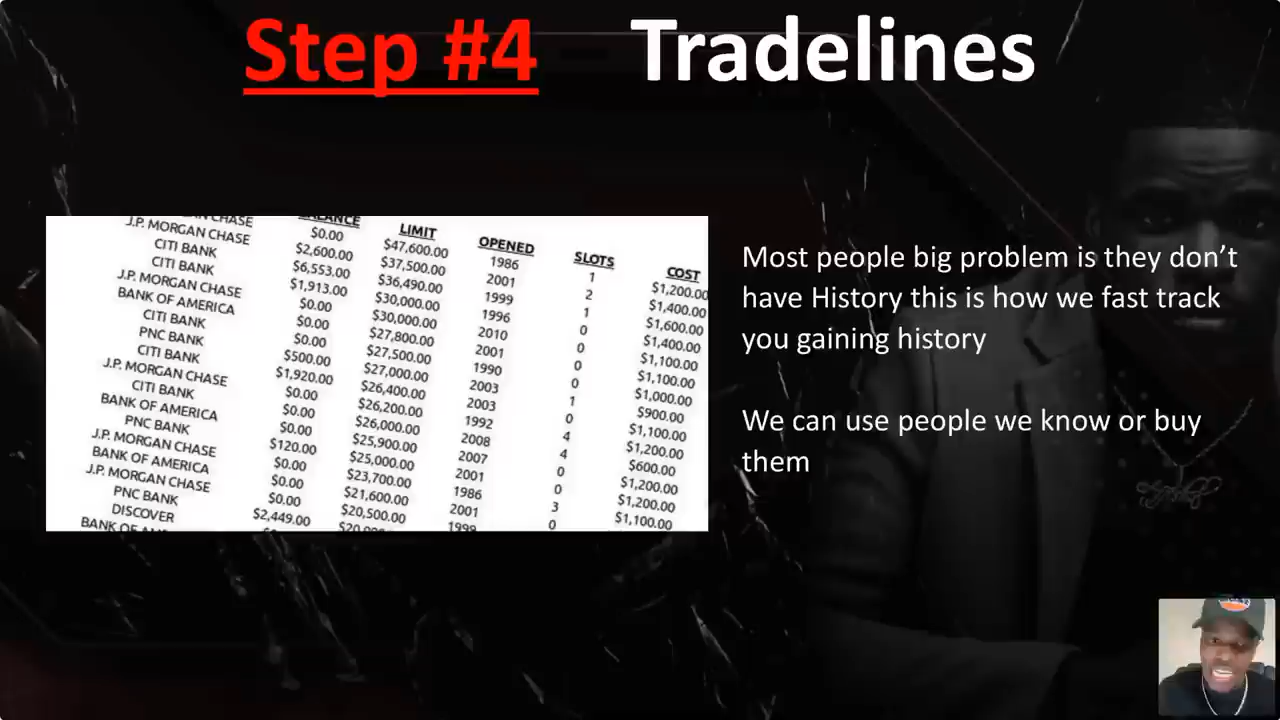 Step #4 Tradelines
BALANCE LIMIT OPENED SLOTS COST
CHASE $0.00 $47,600.00 1986 1 $1,200.00
J.P. MORGAN CHASE $2,600.00 $37,500.00 2001 2 $1,400.00
CITI BANK $6,553.00 $36,490.00 1999 1 $1,600.00
CITI BANK $1,913.00 $30,000.00 1996 0 $1,400.00
J.P. MORGAN CHASE $0.00 $30,000.00 2010 0 $1,100.00
BANK OF AMERICA $0.00 $27,800.00 2001 0 $1,100.00
CITI BANK $0.00 $27,500.00 1990 0 $1,000.00
PNC BANK $500.00 $27,000.00 2003 1 $900.00
CITI BANK $1,920.00 $26,400.00 2003 0 $1,100.00
J.P. MORGAN CHASE $0.00 $26,200.00 1992 4 $1,200.00
CITI BANK $0.00 $26,000.00 2008 4 $600.00
BANK OF AMERICA $0.00 $25,900.00 2007 0 $1,200.00
PNC BANK $120.00 $25,000.00 2001 0 $1,200.00
J.P. MORGAN CHASE $0.00 $23,700.00 1986 3 $1,100.00
BANK OF AMERICA $0.00 $21,600.00 2001 0
J.P. MORGAN CHASE $0.00 $20,500.00 1999
PNC BANK $2,449.00
DISCOVER
BANK OF
Most people big problem is they don't
have History this is how we fast track
you gaining history
We can use people we know or buy
them